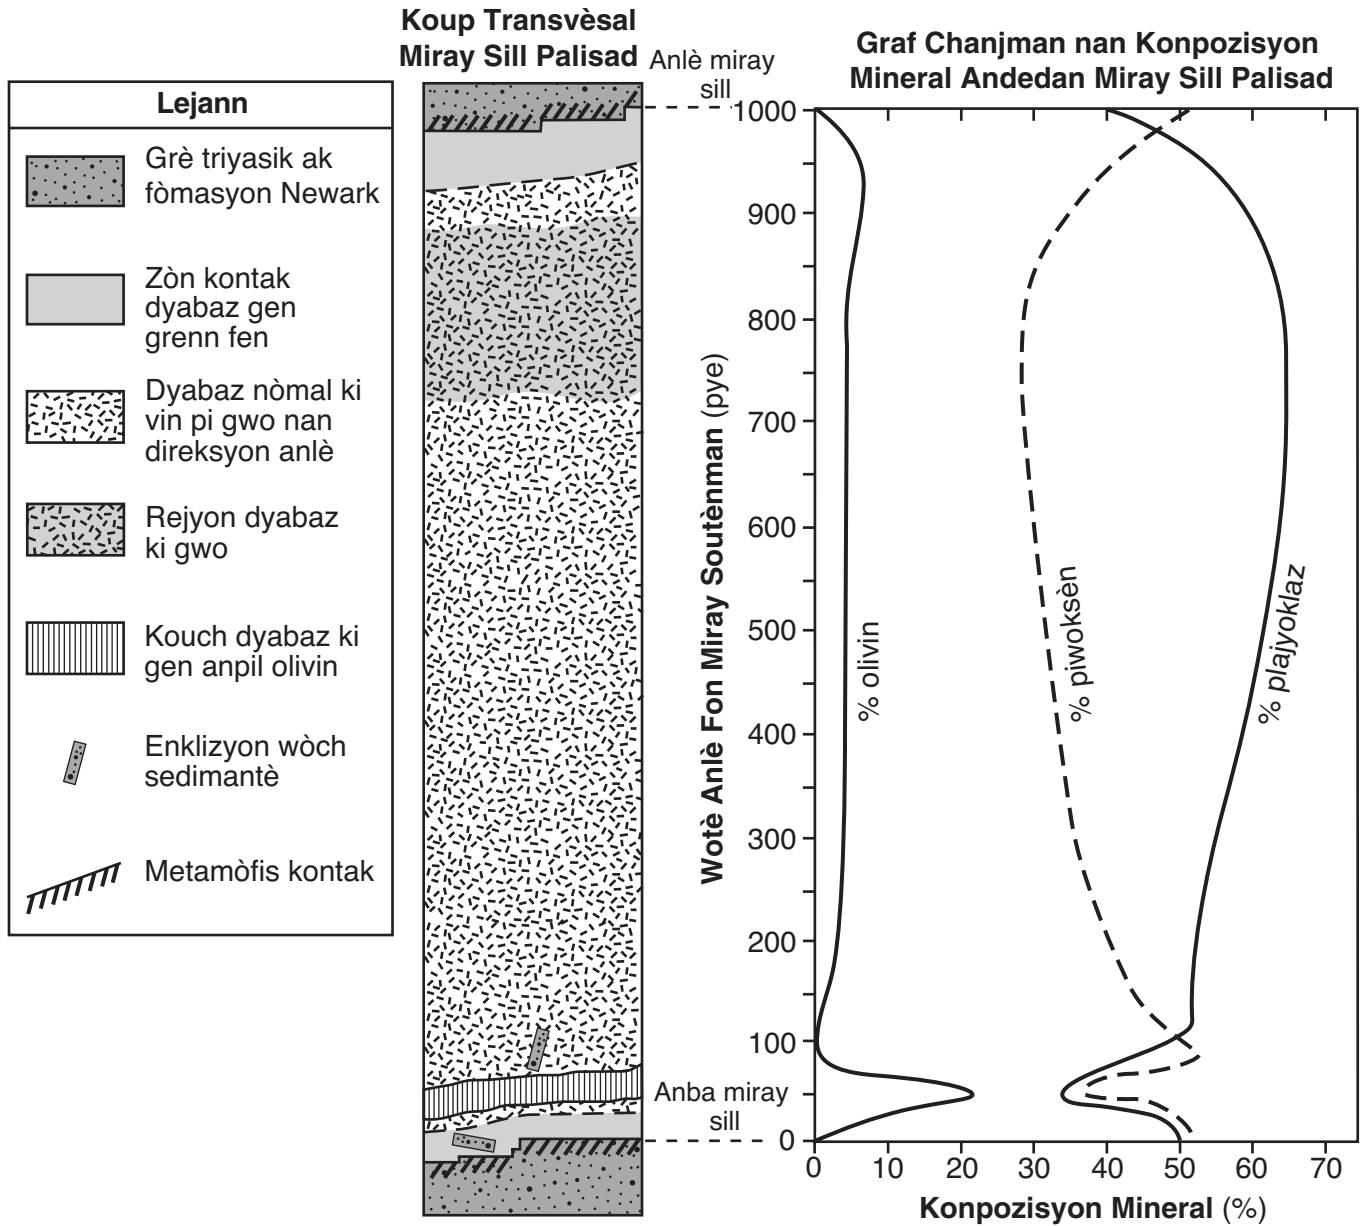 Koup Transvèsal
Miray Sill Palisad
Lejann
Grè triyasik ak
fòmasyon Newark
Zòn kontak
dyabaz gen
grenn fen
Dyabaz nòmal ki
vin pi gwo nan
direksyon anlè
Rejyon dyabaz
ki gwo
Kouch dyabaz ki
gen anpil olivin
Enklizyon wòch
sedimantè
Metamòfis kontak
Anlè miray
sill
Anba miray
sill
Graf Chanjman nan Konpozisyon
Mineral Andedan Miray Sill Palisad
Wotè Anlè Fon Miray Soutènman (pye)
1000
900
800
700
600
500
400
300
200
100
0
% olivin
% piwoksèn
% plajyoklaz
0 10 20 30 40 50 60 70
Konpozisyon Mineral (%)